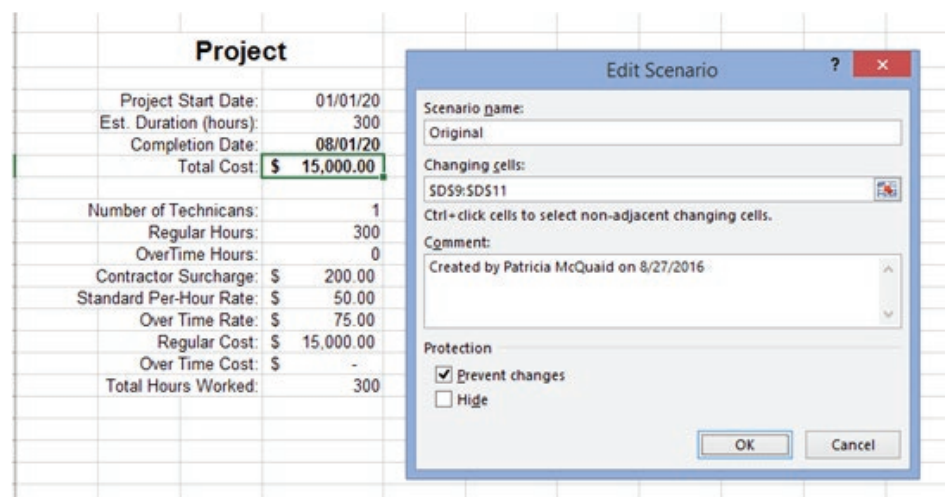 Project
Project Start Date: 01/01/20
Est. Duration (hours): 300
Completion Date: 08/01/20
Total Cost: $ 15,000.00
Number of Technicans: 1
Regular Hours: 300
OverTime Hours: 0
Contractor Surcharge: $ 200.00
Standard Per-Hour Rate: $ 50.00
Over Time Rate: $ 75.00
Regular Cost: $ 15,000.00
Over Time Cost: $ -
Total Hours Worked: 300
Edit Scenario ? ×
Scenario name:
Original
Changing cells:
$D$9:$D$11
Ctrl+click cells to select non-adjacent changing cells.
Comment:
Created by Patricia McQuaid on 8/27/2016
Protection
Prevent changes
Hide
OK Cancel